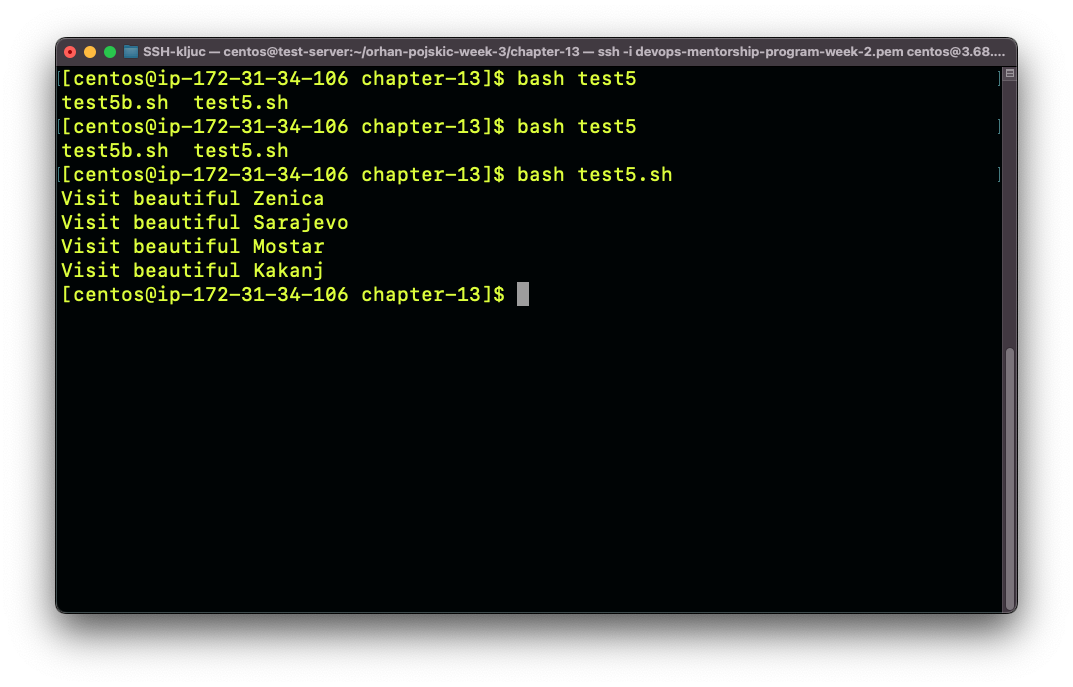 SSH-kljuc — centos@test-server:~/orhan-pojskic-week-3/chapter-13 — ssh -i devops-mentorship-program-week-2.pem centos@3.68....
[centos@ip-172-31-34-106 chapter-13]$ bash test5
test5b.sh  test5.sh
[centos@ip-172-31-34-106 chapter-13]$ bash test5
test5b.sh  test5.sh
[centos@ip-172-31-34-106 chapter-13]$ bash test5.sh
Visit beautiful Zenica
Visit beautiful Sarajevo
Visit beautiful Mostar
Visit beautiful Kakanj
[centos@ip-172-31-34-106 chapter-13]$